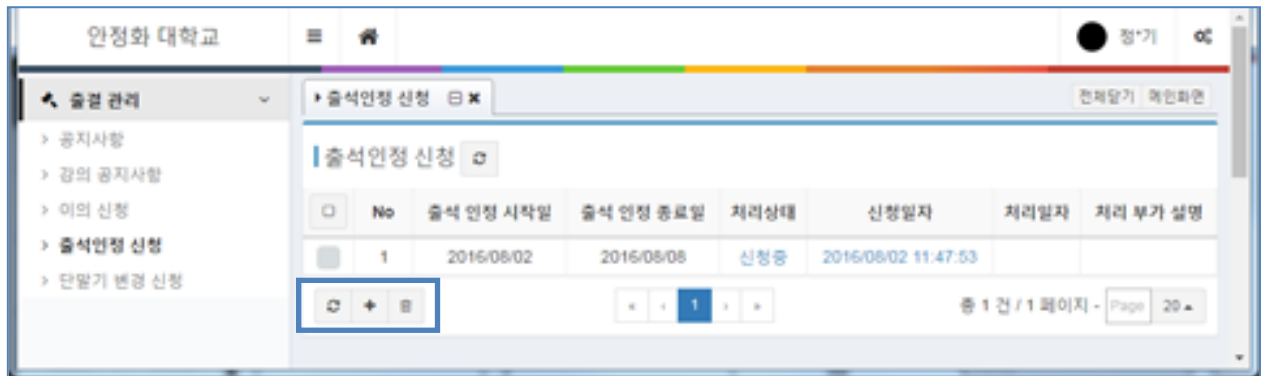 안정화 대학교
정*기
출결 관리
출석인정 신청
전체닫기 메인화면
> 공지사항
> 강의 공지사항
> 이의 신청
> 출석인정 신청
> 단말기 변경 신청
출석인정 신청
No 출석 인정 시작일 출석 인정 종료일 처리상태 신청일자 처리일자 처리 부가 설명
1 2016/08/02 2016/08/08 신청중 2016/08/02 11:47:53
« ‹ 1 › »
총 1 건 / 1 페이지 - Page 20